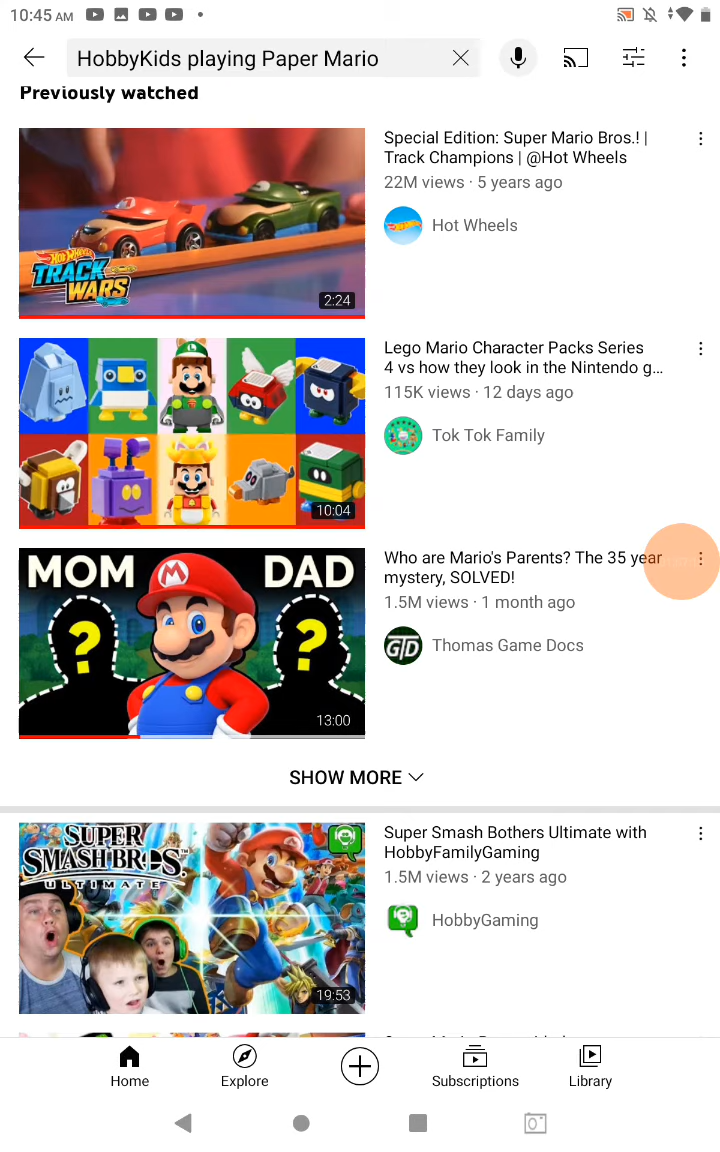 10:45 AM
HobbyKids playing Paper Mario
Previously watched
Special Edition: Super Mario Bros.! |
Track Champions | @Hot Wheels
22M views · 5 years ago
Hot Wheels
HOT WHEELS
TRACK
WARS
2:24
Lego Mario Character Packs Series
4 vs how they look in the Nintendo g...
115K views · 12 days ago
Tok Tok Family
10:04
MOM DAD
M
? ?
Who are Mario's Parents? The 35 year
mystery, SOLVED!
1.5M views · 1 month ago
GTD
Thomas Game Docs
13:00
SHOW MORE
SUPER
SMASH BROS.
ULTIMATE
Super Smash Bothers Ultimate with
HobbyFamilyGaming
1.5M views · 2 years ago
HobbyGaming
19:53
Home
Explore
Subscriptions
Library